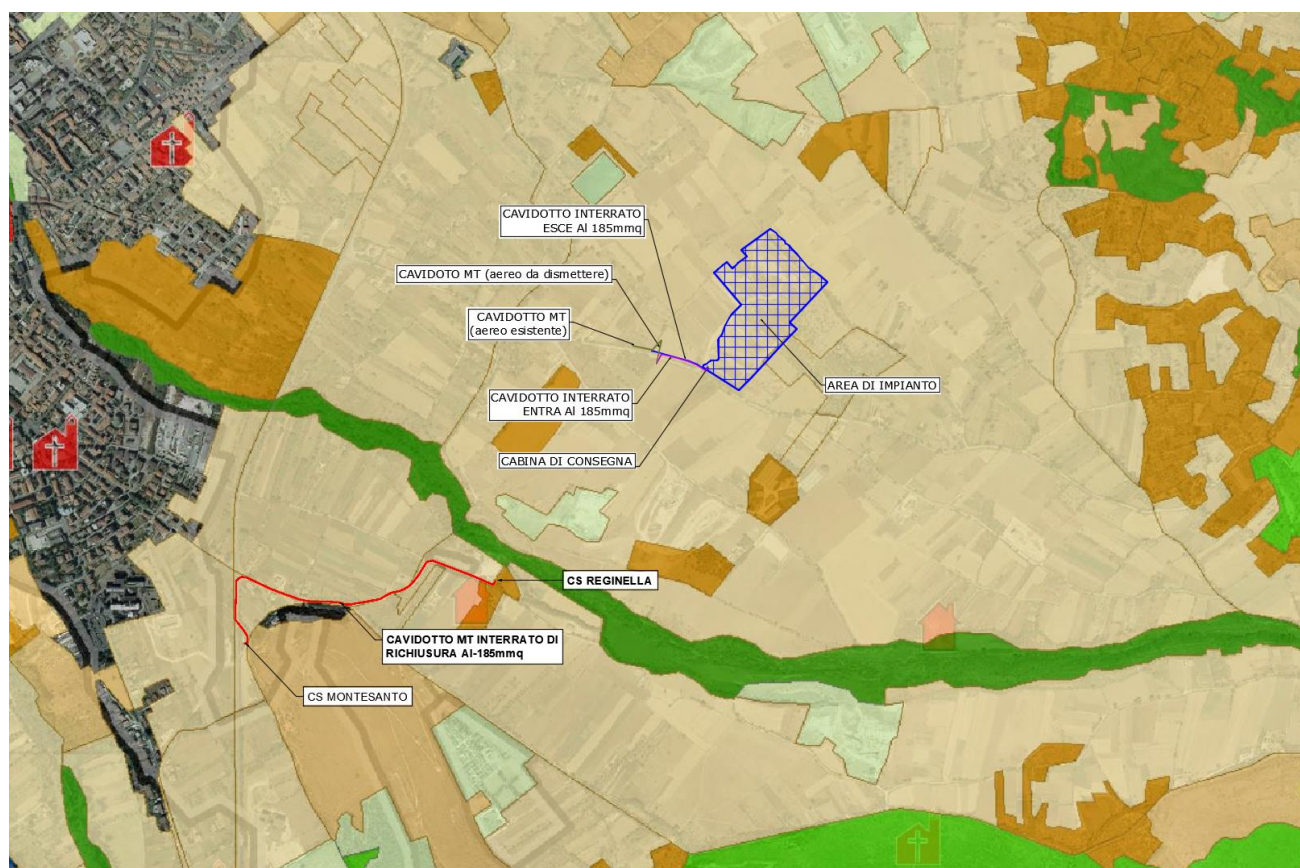 CAVIDOTTO INTERRATO
ESCE Al 185mmq
CAVIDOTO MT (aereo da dismettere)
CAVIDOTTO MT
(aereo esistente)
AREA DI IMPIANTO
CAVIDOTTO INTERRATO
ENTRA Al 185mmq
CABINA DI CONSEGNA
CS REGINELLA
CAVIDOTTO MT INTERRATO DI
RICHIUSURA Al-185mmq
CS MONTESANTO